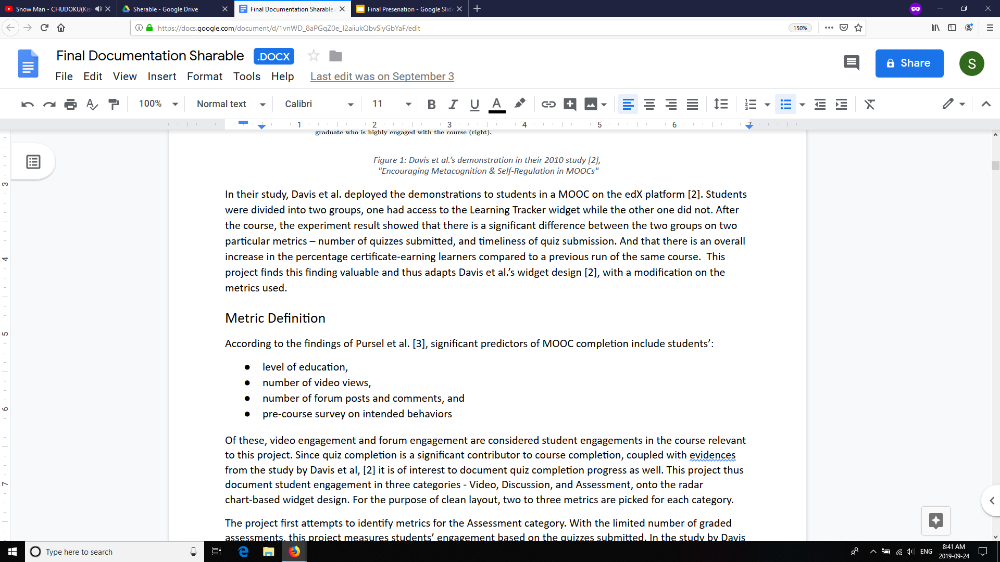 Snow Man - CHUDOKU(Kis
Sherable - Google Drive
Final Documentation Sharable.
Final Presenation - Google Slid
https://docs.google.com/document/d/1vnWD_8aPGqZ0e_I2aiiukQbvSiyGbYaF/edit
150%
Final Documentation Sharable .DOCX
Share
S
File Edit View Insert Format Tools Help Last edit was on September 3
100% Normal text Calibri 11 B I U A
1 2 3 4 5 6 7
graduate who is highly engaged with the course (right).
Figure 1: Davis et al.’s demonstration in their 2010 study [2],
"Encouraging Metacognition & Self-Regulation in MOOCs"
In their study, Davis et al. deployed the demonstrations to students in a MOOC on the edX platform [2]. Students
were divided into two groups, one had access to the Learning Tracker widget while the other one did not. After
the course, the experiment result showed that there is a significant difference between the two groups on two
particular metrics – number of quizzes submitted, and timeliness of quiz submission. And that there is an overall
increase in the percentage certificate-earning learners compared to a previous run of the same course.  This
project finds this finding valuable and thus adapts Davis et al.’s widget design [2], with a modification on the
metrics used.
Metric Definition
According to the findings of Pursel et al. [3], significant predictors of MOOC completion include students’:
● level of education,
● number of video views,
● number of forum posts and comments, and
● pre-course survey on intended behaviors
Of these, video engagement and forum engagement are considered student engagements in the course relevant
to this project. Since quiz completion is a significant contributor to course completion, coupled with evidences
from the study by Davis et al, [2] it is of interest to document quiz completion progress as well. This project thus
document student engagement in three categories - Video, Discussion, and Assessment, onto the radar
chart-based widget design. For the purpose of clean layout, two to three metrics are picked for each category.
The project first attempts to identify metrics for the Assessment category. With the limited number of graded
assessments, this project measures students’ engagement based on the quizzes submitted. In the study by Davis
3
4
5
6
7
Type here to search
ENG
8:41 AM
2019-09-24